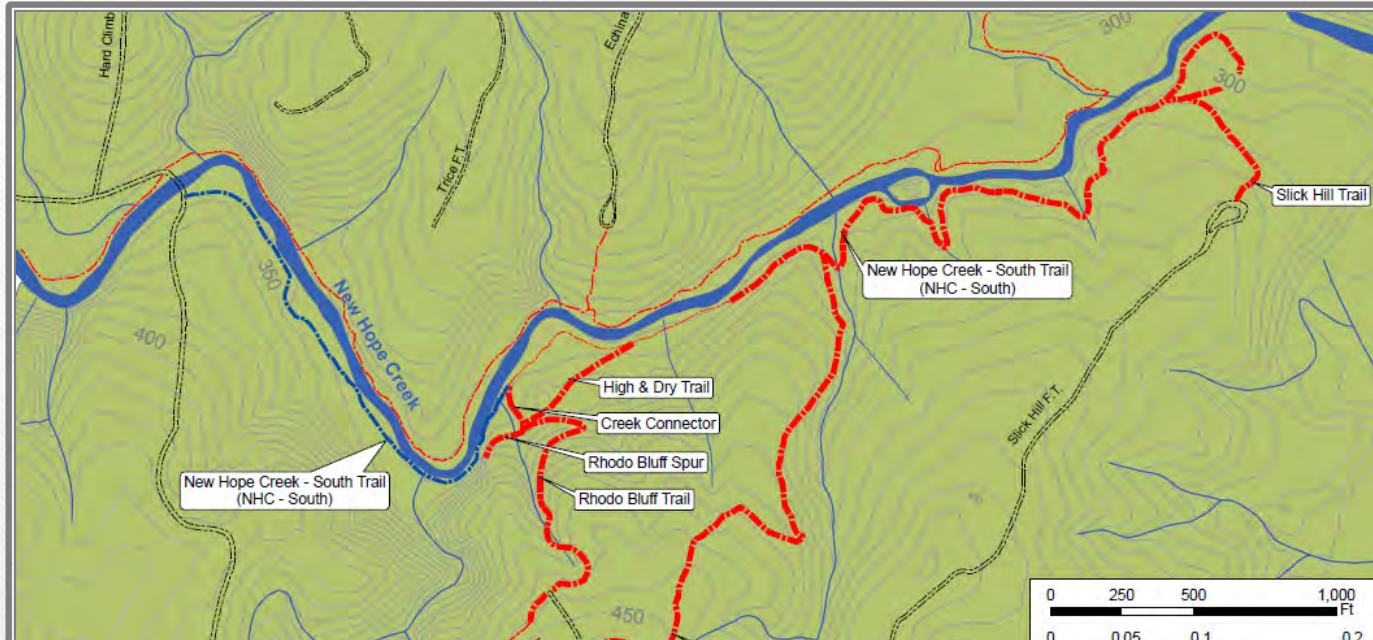 Hard Climb
Trice F.T.
300
300
Slick Hill Trail
New Hope Creek - South Trail
(NHC - South)
350
New Hope Creek
400
High & Dry Trail
Creek Connector
Rhodo Bluff Spur
Slick Hill F.T.
New Hope Creek - South Trail
(NHC - South)
Rhodo Bluff Trail
450
0 250 500 1,000
Ft
0 0.05 0.1 0.2